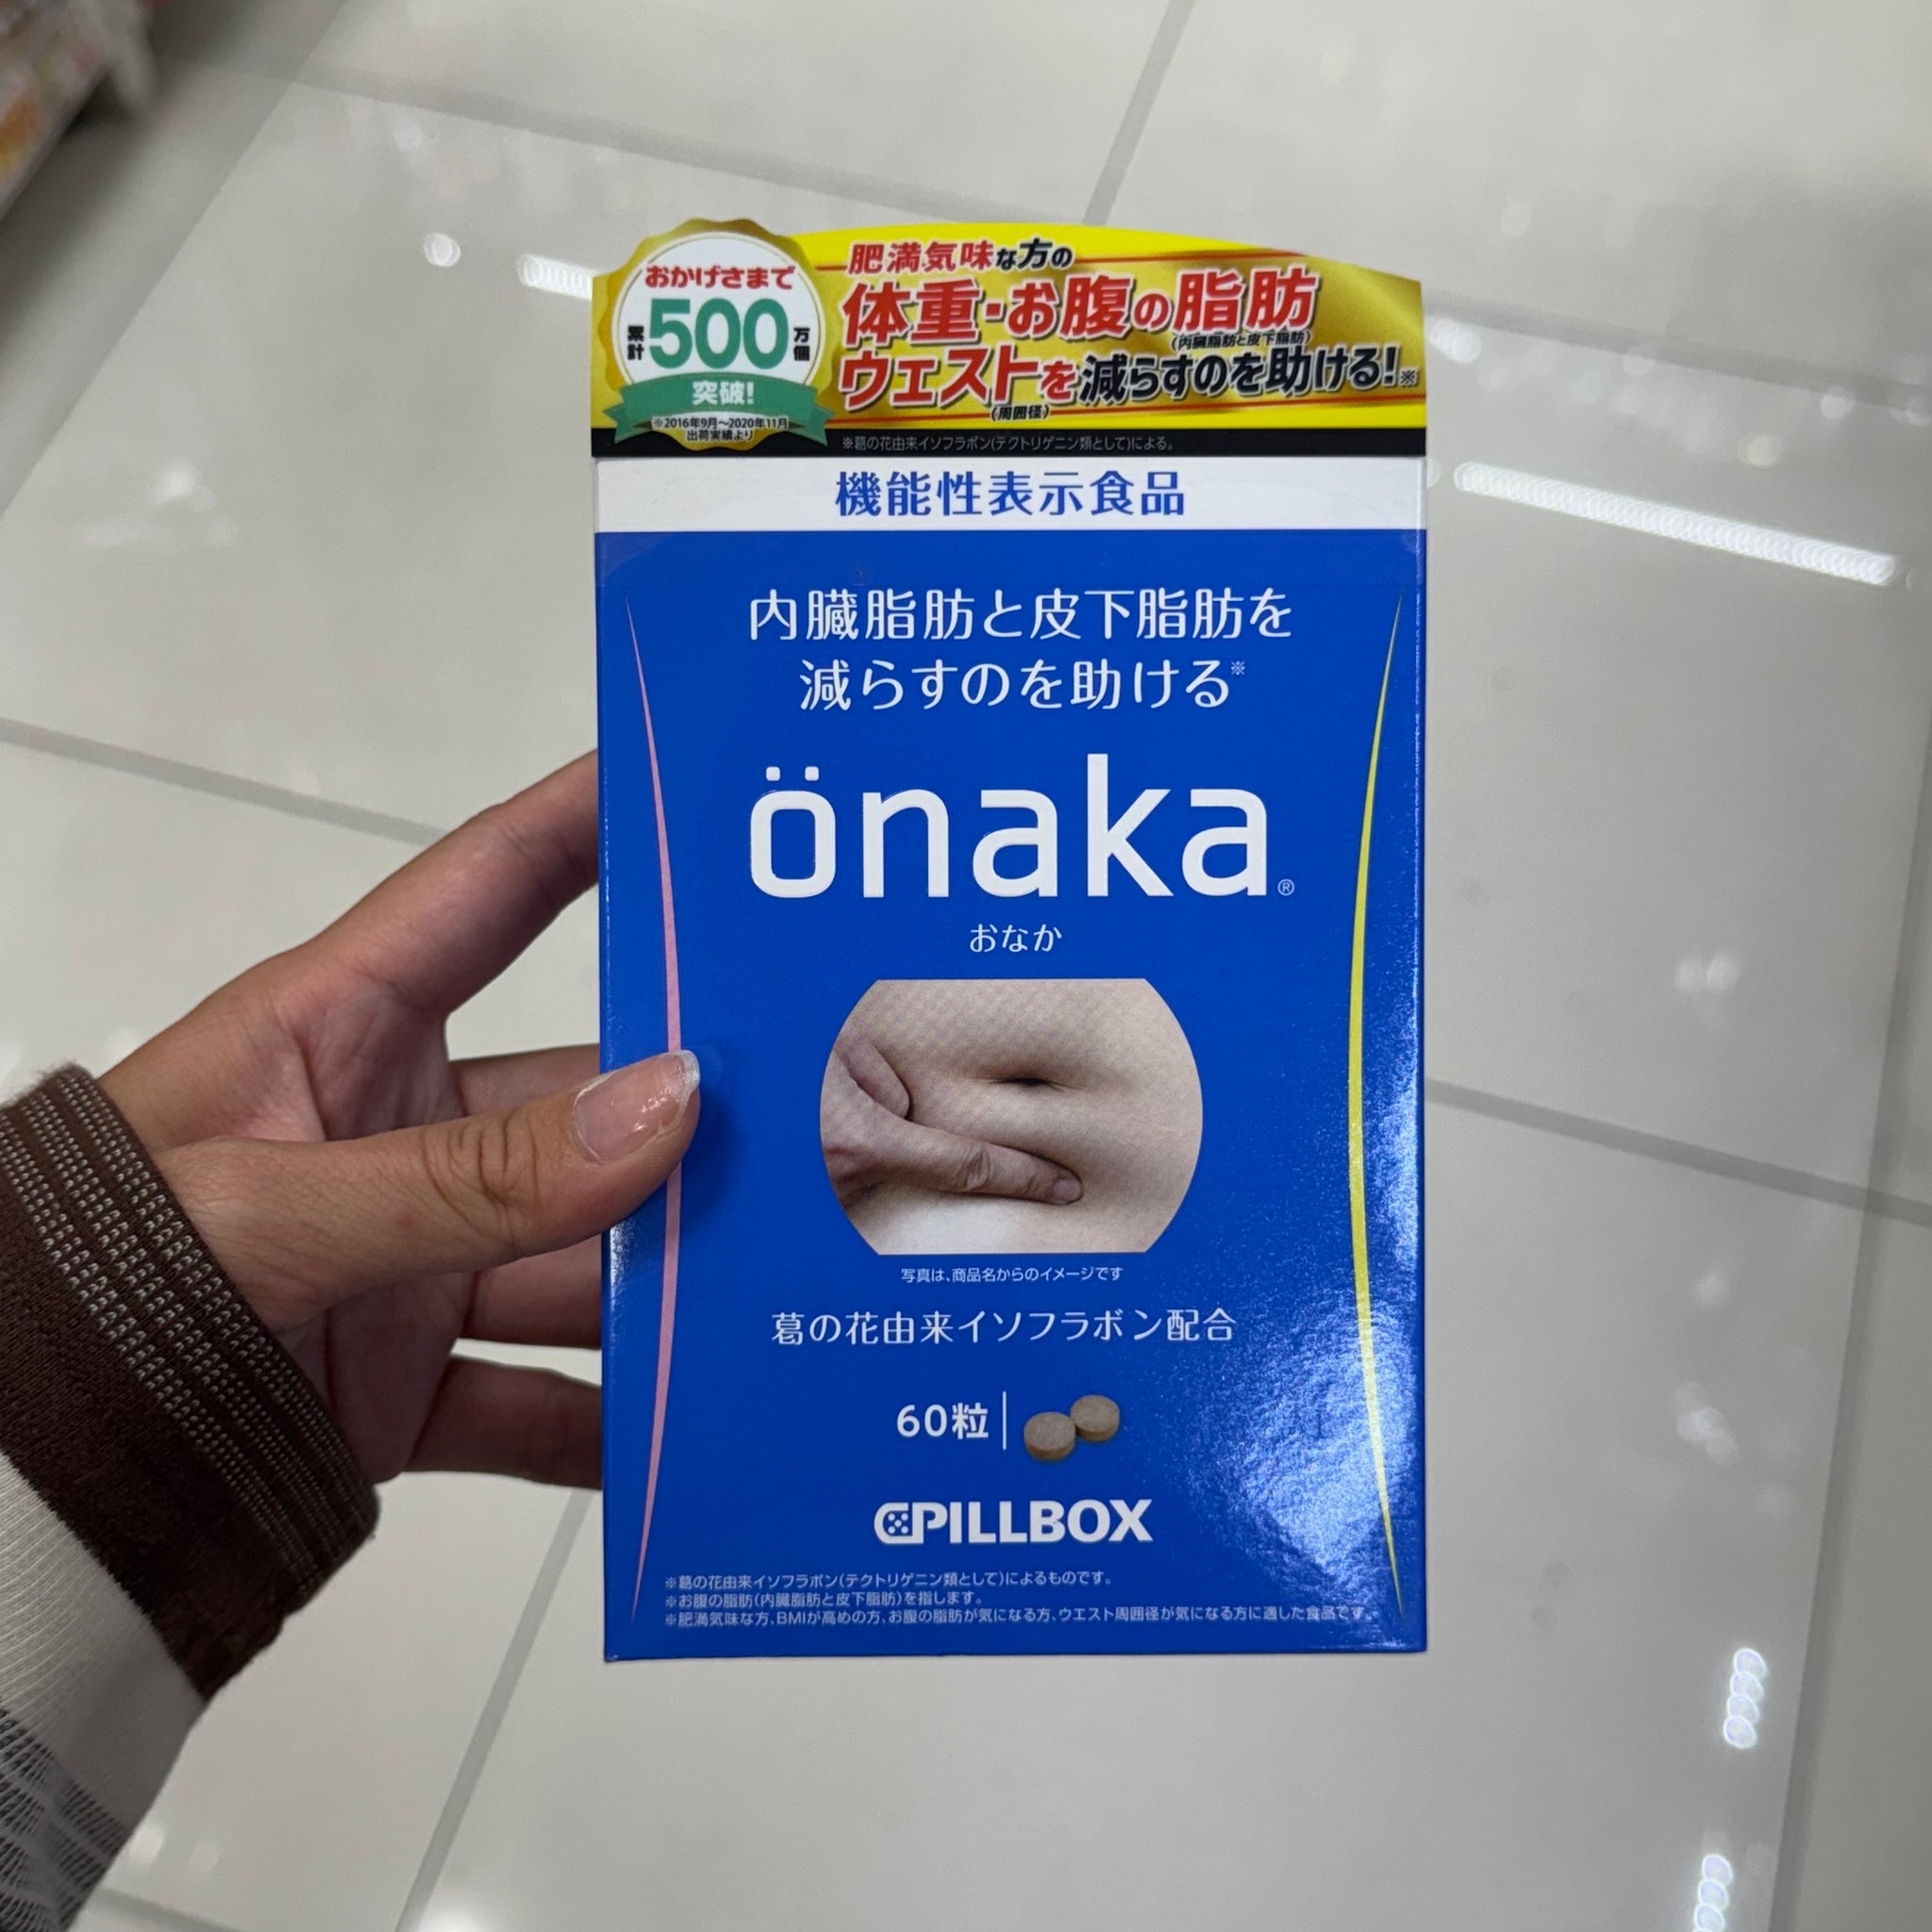 おかげさまで
累計500万個
突破!
※2016年9月〜2020年11月
出荷実績より
肥満気味な方の
体重・お腹の脂肪
(内臓脂肪と皮下脂肪)
ウエストを減らすのを助ける!※
(周囲径)
※葛の花由来イソフラボン(テクトリゲニン類として)による。
機能性表示食品
内臓脂肪と皮下脂肪を
減らすのを助ける※
önaka®
おなか
写真は、商品名からのイメージです
葛の花由来イソフラボン配合
60粒
PILLBOX
※葛の花由来イソフラボン(テクトリゲニン類として)によるものです。
※お腹の脂肪(内臓脂肪と皮下脂肪)を指します。
※肥満気味な方、BMIが高めの方、お腹の脂肪が気になる方、ウエスト周囲径が気になる方に適した食品です。